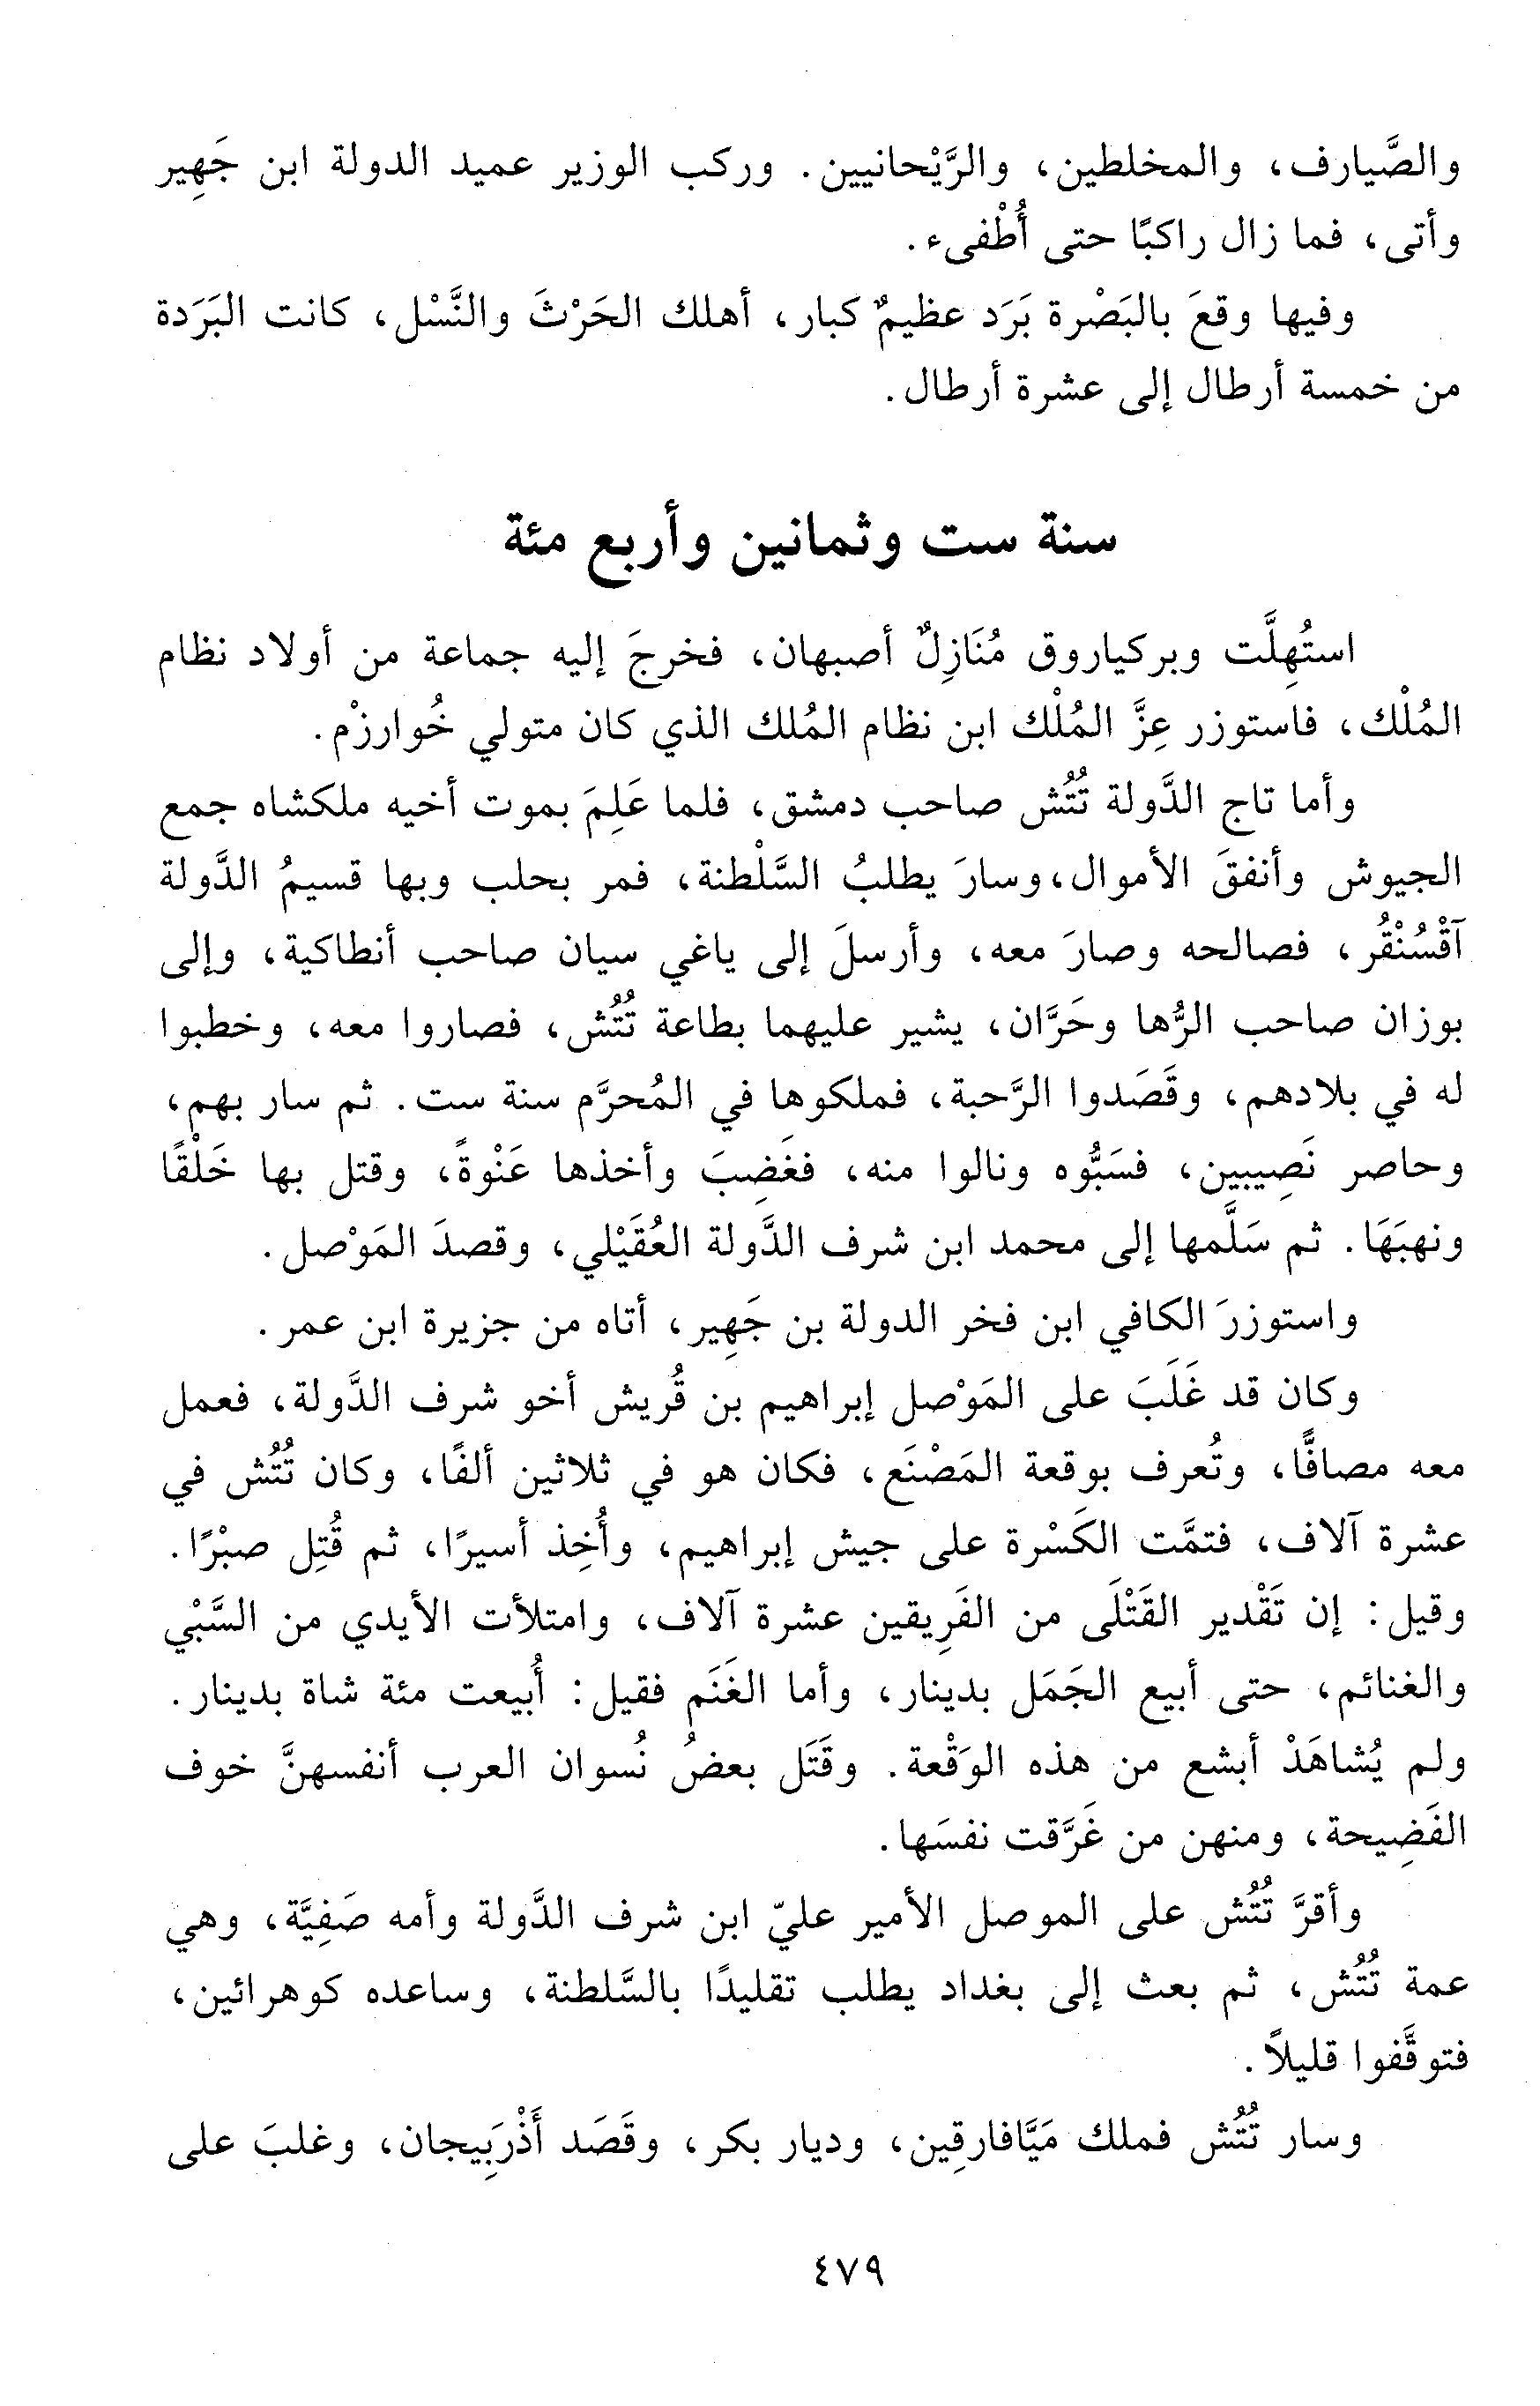 والصَّيارف، والمخلطين، والرَّيْحانيين. وركب الوزير عميد الدولة ابن جَهِير
وأتى، فما زال راكبًا حتى أُطْفىء.
وفيها وقعَ بالبَصْرة بَرَد عظيمٌ كبار، أهلك الحَرْثَ والنَّسْل، كانت البَرَدة
من خمسة أرطال إلى عشرة أرطال.
سنة ست وثمانين وأربع مئة
استُهِلَّت وبركياروق مُنَازِلٌ أصبهان، فخرجَ إليه جماعة من أولاد نظام
المُلْك، فاستوزر عِزَّ المُلْك ابن نظام المُلك الذي كان متولي خُوارزْم.
وأما تاج الدَّولة تُتُش صاحب دمشق، فلما عَلِمَ بموت أخيه ملكشاه جمع
الجيوش وأنفقَ الأموال، وسارَ يطلبُ السَّلْطنة، فمر بحلب وبها قسيمُ الدَّولة
آقْسُنْقُر، فصالحه وصارَ معه، وأرسلَ إلى ياغي سيان صاحب أنطاكية، وإلى
بوزان صاحب الرُّها وحَرَّان، يشير عليهما بطاعة تُتُش، فصاروا معه، وخطبوا
له في بلادهم، وقَصَدوا الرَّحبة، فملكوها في المُحرَّم سنة ست. ثم سار بهم،
وحاصر نَصِيبين، فسَبُّوه ونالوا منه، فغَضِبَ وأخذها عَنْوةً، وقتل بها خَلْقًا
ونهبَهَا. ثم سَلَّمها إلى محمد ابن شرف الدَّولة العُقَيْلي، وقصدَ المَوْصل.
واستوزرَ الكافي ابن فخر الدولة بن جَهِير، أتاه من جزيرة ابن عمر.
وكان قد غَلَبَ على المَوْصل إبراهيم بن قُريش أخو شرف الدَّولة، فعمل
معه مصافًّا، وتُعرف بوقعة المَصْنَع، فكان هو في ثلاثين ألفًا، وكان تُتُش في
عشرة آلاف، فتمَّت الكَسْرة على جيش إبراهيم، وأُخِذ أسيرًا، ثم قُتِل صبْرًا.
وقيل: إن تَقْدير القَتْلَى من الفَرِيقين عشرة آلاف، وامتلأت الأيدي من السَّبْي
والغنائم، حتى أبيع الجَمَل بدينار، وأما الغَنَم فقيل: أُبيعت مئة شاة بدينار.
ولم يُشاهَدْ أبشع من هذه الوَقْعة. وقَتَل بعضُ نُسوان العرب أنفسهنَّ خوف
الفَضِيحة، ومنهن من غَرَّقت نفسَها.
وأقرَّ تُتُش على الموصل الأمير عليّ ابن شرف الدَّولة وأمه صَفِيَّة، وهي
عمة تُتُش، ثم بعث إلى بغداد يطلب تقليدًا بالسَّلطنة، وساعده كوهرائين،
فتوقَّفوا قليلاً.
وسار تُتُش فملك مَيَّافارقِين، وديار بكر، وقَصَد أَذْرَبِيجان، وغلبَ على
٤٧٩